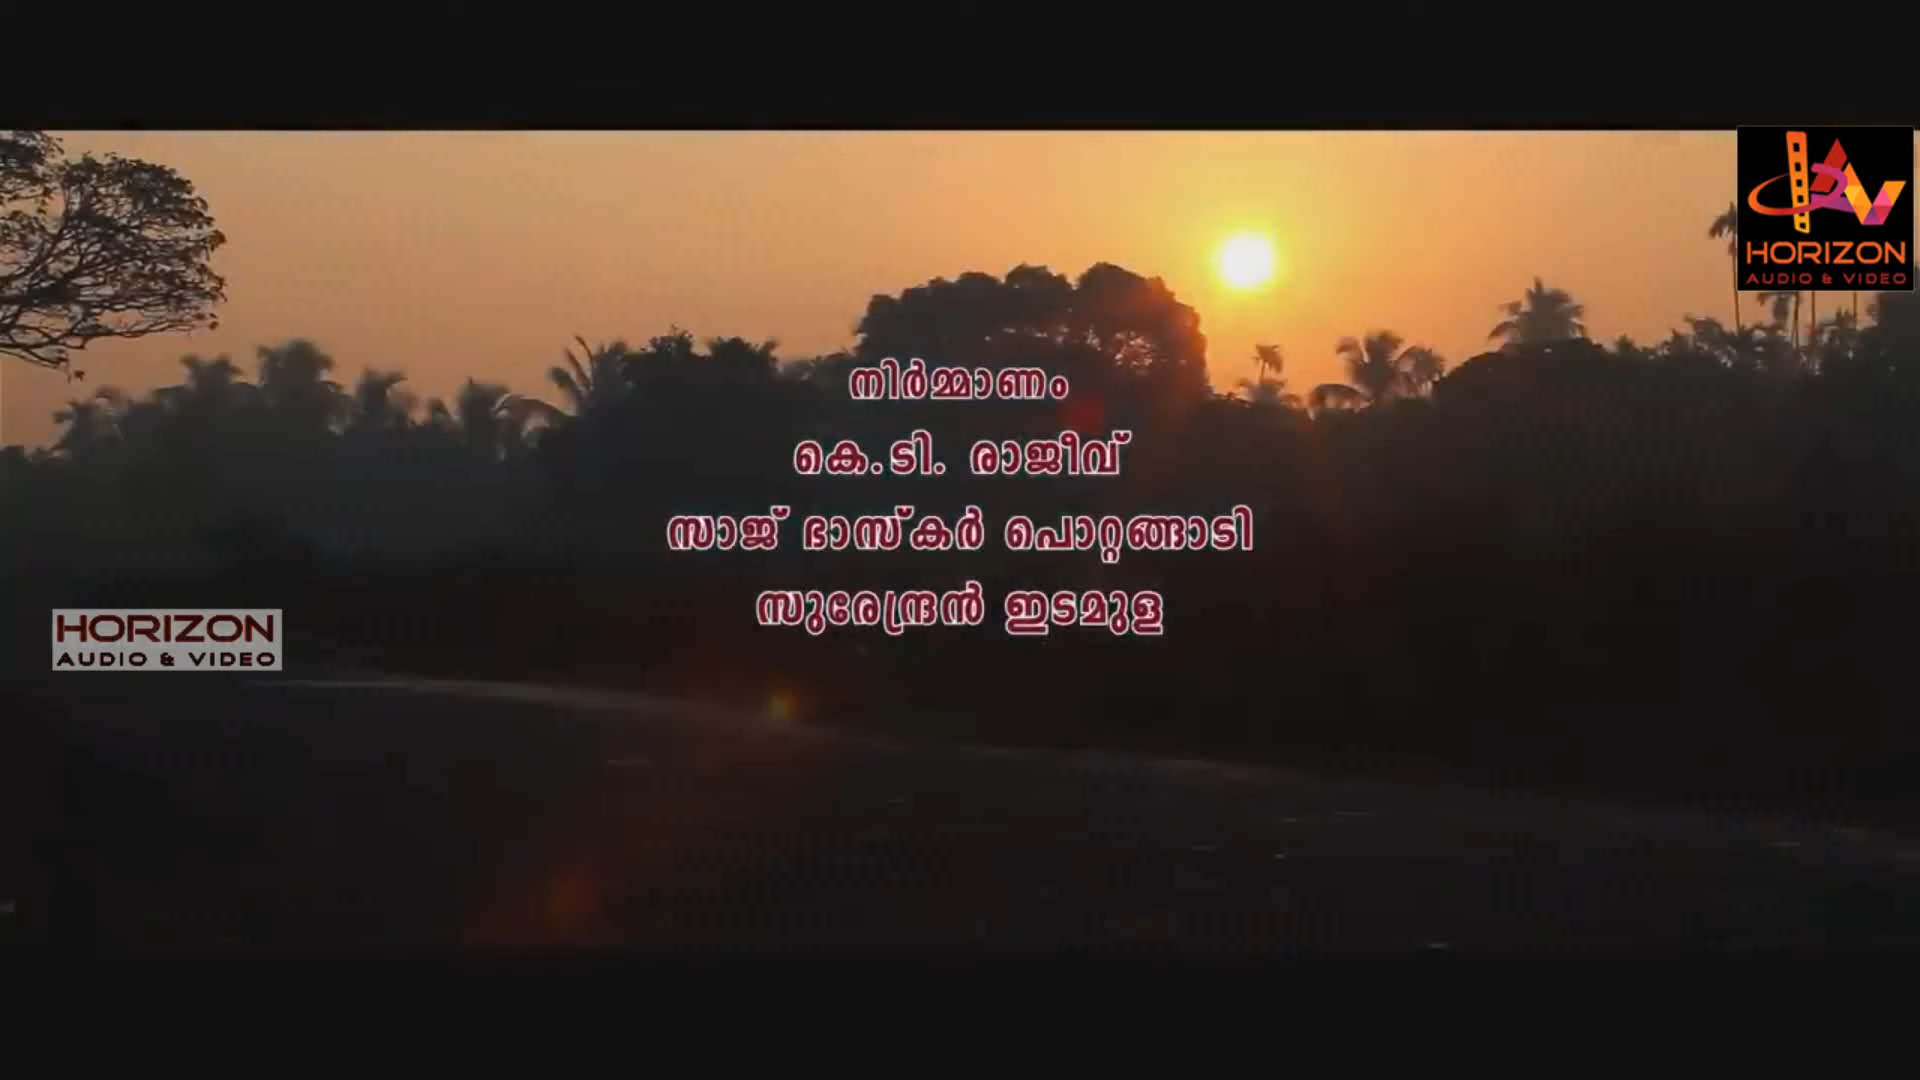 HORIZON
AUDIO & VIDEO
നിർമ്മാണം
കെ.ടി. രാജീവ്
സാജ് ഭാസ്കർ പൊറ്റങ്ങാടി
സുരേന്ദ്രൻ ഇടമുള
HORIZON
AUDIO & VIDEO